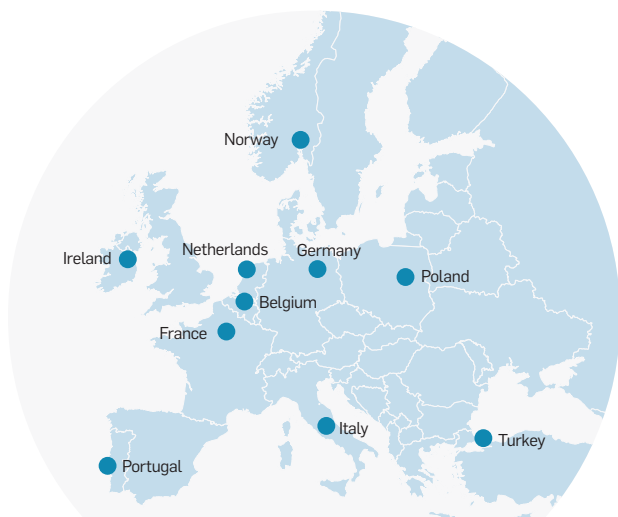 Norway
Netherlands
Germany
Ireland
Poland
Belgium
France
Italy
Turkey
Portugal